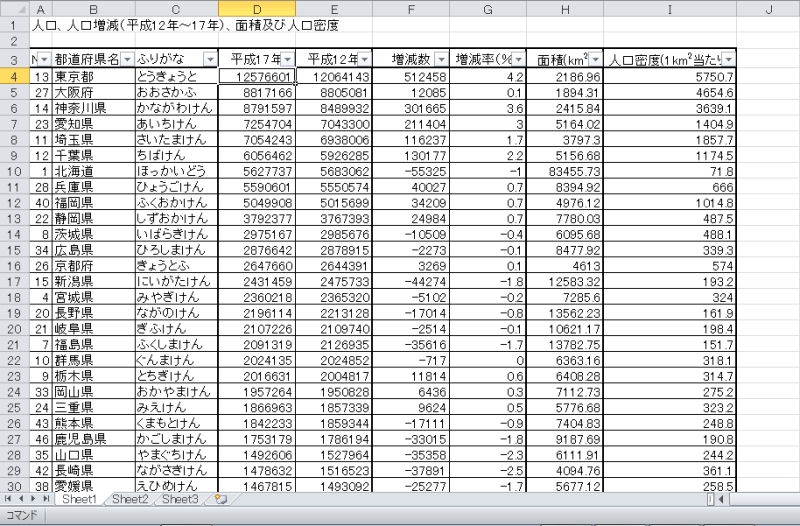 A B C D E F G H I J
1 人口、人口増減(平成12年～17年)、面積及び人口密度
2
3 N 都道府県名 ふりがな 平成17年 平成12年 増減数 増減率(% 面積(km² 人口密度(1km²当たり
4 13 東京都 とうきょうと 12576601 12064143 512458 4.2 2186.96 5750.7
5 27 大阪府 おおさかふ 8817166 8805081 12085 0.1 1894.31 4654.6
6 14 神奈川県 かながわけん 8791597 8489932 301665 3.6 2415.84 3639.1
7 23 愛知県 あいちけん 7254704 7043300 211404 3 5164.02 1404.9
8 11 埼玉県 さいたまけん 7054243 6938006 116237 1.7 3797.3 1857.7
9 12 千葉県 ちばけん 6056462 5926285 130177 2.2 5156.68 1174.5
10 1 北海道 ほっかいどう 5627737 5683062 -55325 -1 83455.73 71.8
11 28 兵庫県 ひょうごけん 5590601 5550574 40027 0.7 8394.92 666
12 40 福岡県 ふくおかけん 5049908 5015699 34209 0.7 4976.12 1014.8
13 22 静岡県 しずおかけん 3792377 3767393 24984 0.7 7780.03 487.5
14 8 茨城県 いばらきけん 2975167 2985676 -10509 -0.4 6095.68 488.1
15 34 広島県 ひろしまけん 2876642 2878915 -2273 -0.1 8477.92 339.3
16 26 京都府 きょうとふ 2647660 2644391 3269 0.1 4613 574
17 15 新潟県 にいがたけん 2431459 2475733 -44274 -1.8 12583.32 193.2
18 4 宮城県 みやぎけん 2360218 2365320 -5102 -0.2 7285.6 324
19 20 長野県 ながのけん 2196114 2213128 -17014 -0.8 13562.23 161.9
20 21 岐阜県 ぎふけん 2107226 2109740 -2514 -0.1 10621.17 198.4
21 7 福島県 ふくしまけん 2091319 2126935 -35616 -1.7 13782.75 151.7
22 10 群馬県 ぐんまけん 2024135 2024852 -717 0 6363.16 318.1
23 9 栃木県 とちぎけん 2016631 2004817 11814 0.6 6408.28 314.7
24 33 岡山県 おかやまけん 1957264 1950828 6436 0.3 7112.73 275.2
25 24 三重県 みえけん 1866963 1857339 9624 0.5 5776.68 323.2
26 43 熊本県 くまもとけん 1842233 1859344 -17111 -0.9 7404.83 248.8
27 46 鹿児島県 かごしまけん 1753179 1786194 -33015 -1.8 9187.69 190.8
28 35 山口県 やまぐちけん 1492606 1527964 -35358 -2.3 6111.91 244.2
29 42 長崎県 ながさきけん 1478632 1516523 -37891 -2.5 4094.76 361.1
30 38 愛媛県 えひめけん 1467815 1493092 -25277 -1.7 5677.12 258.5
Sheet1 Sheet2 Sheet3
コマンド